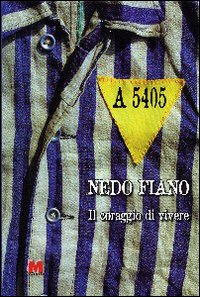 A 5405
NEDO FIANO
Il coraggio di vivere
M